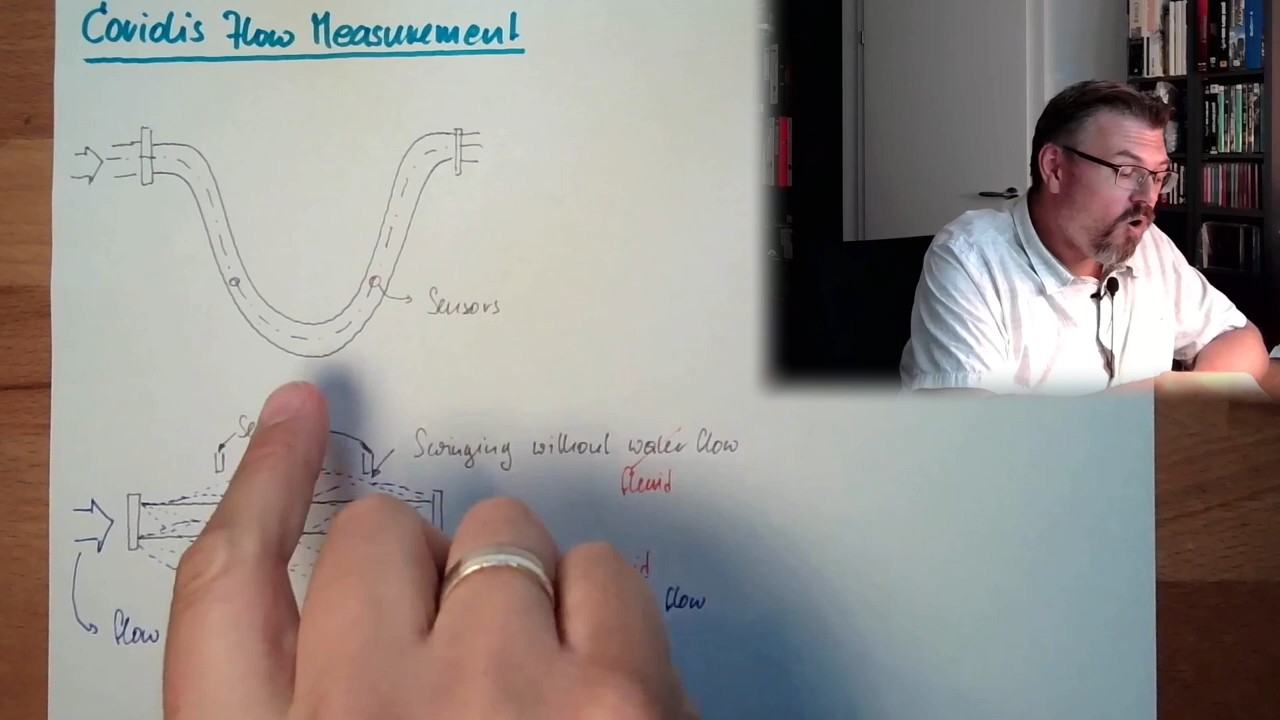 Coriolis Flow Measurement
Sensors
Swinging without water flow
fluid
flow
Flow